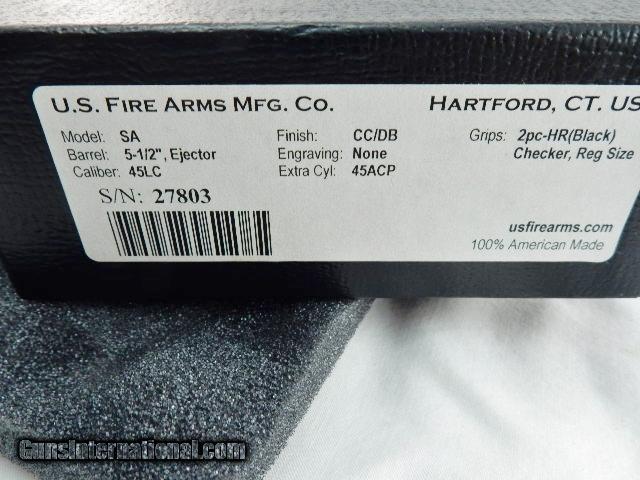 U.S. FIRE ARMS MFG. CO. HARTFORD, CT. US
Model: SA Finish: CC/DB Grips: 2pc-HR(Black)
Barrel: 5-1/2", Ejector Engraving: None Checker, Reg Size
Caliber: 45LC Extra Cyl: 45ACP
S/N: 27803
usfirearms.com
100% American Made
GunsInternational.com